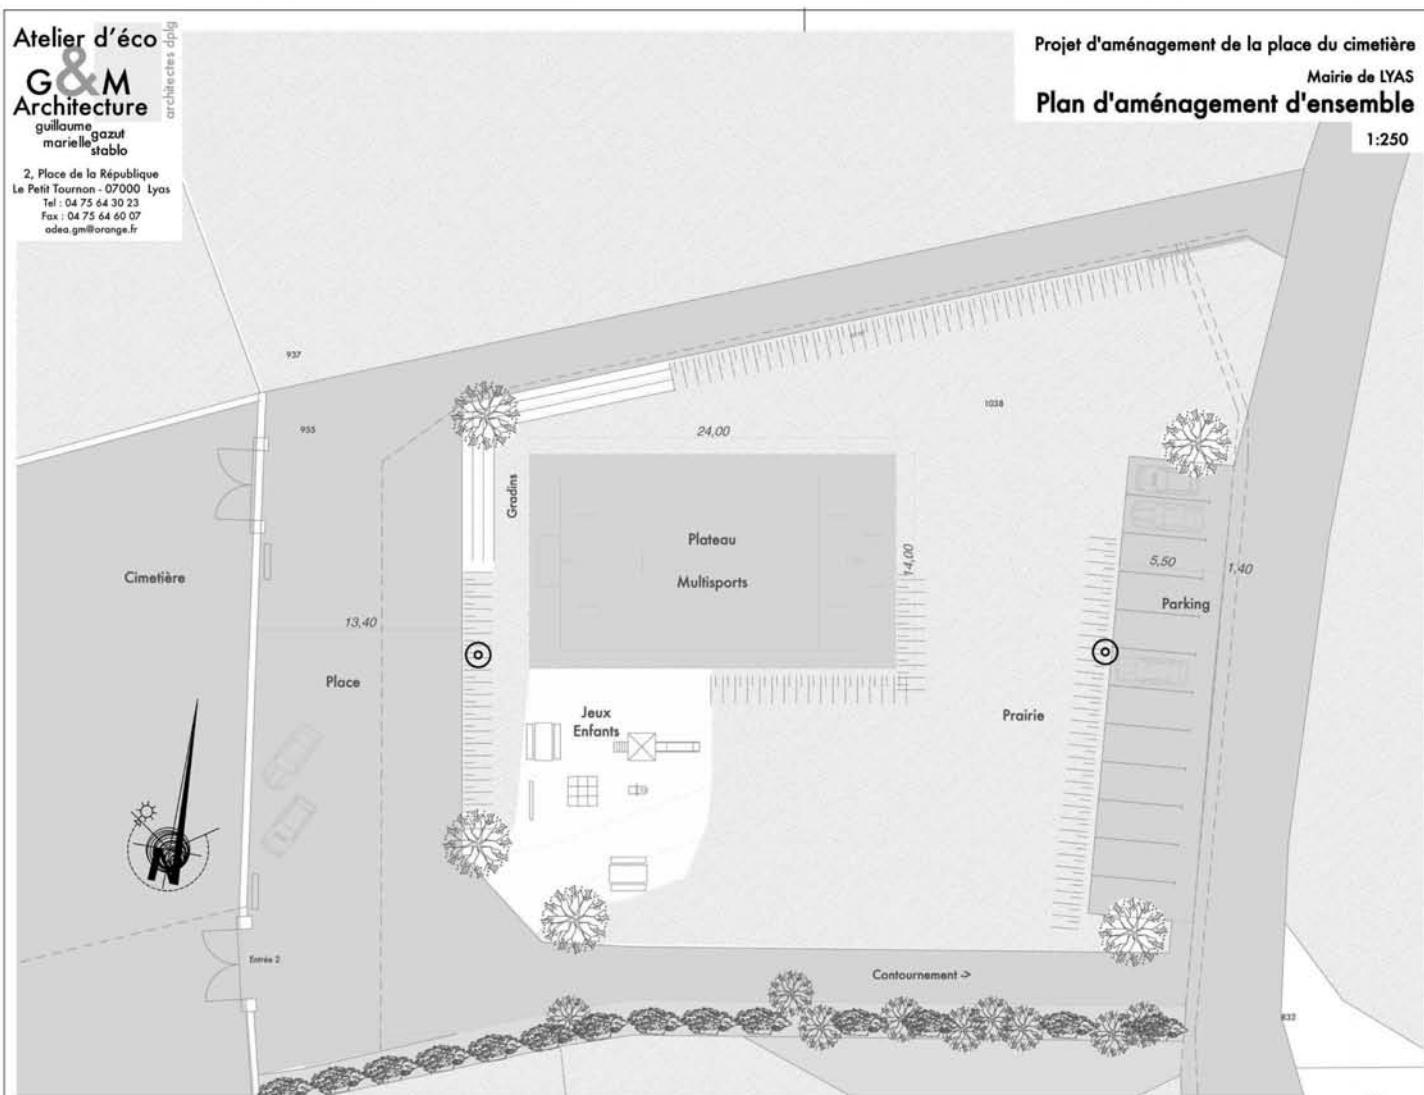 Atelier d'éco
G&M
Architecture
architectes dplg
guillaume gazut
marielle stablo
2, Place de la République
Le Petit Tournon - 07000 Lyas
Tel : 04 75 64 30 23
Fax : 04 75 64 60 07
adea.gm@orange.fr
Projet d'aménagement de la place du cimetière
Mairie de LYAS
Plan d'aménagement d'ensemble
1:250
937
955
1038
24,00
Gradins
Plateau
Multisports
14,00
Cimetière
5,50
1,40
Parking
13,40
Place
Jeux
Enfants
Prairie
N
Entrée 2
Contournement ->
832